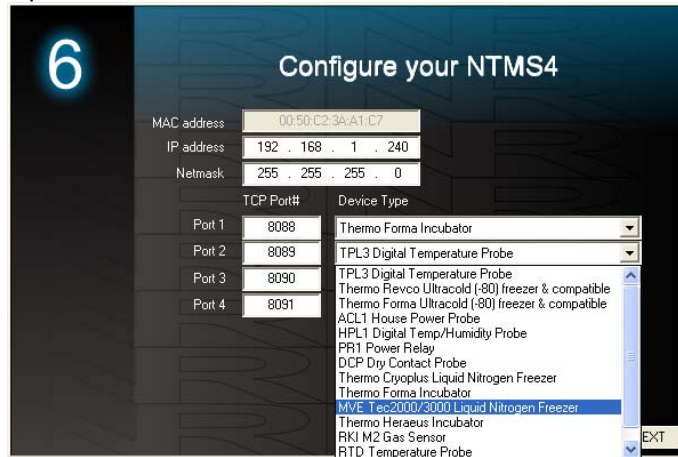 6
Configure your NTMS4
MAC address 00:50:C2:3A:A1:C7
IP address 192 . 168 . 1 . 240
Netmask 255 . 255 . 255 . 0
TCP Port# Device Type
Port 1 8088 Thermo Forma Incubator
Port 2 8089 TPL3 Digital Temperature Probe
Port 3 8090
Port 4 8091
TPL3 Digital Temperature Probe
Thermo Revco Ultracold (-80) freezer & compatible
Thermo Forma Ultracold (-80) freezer & compatible
ACL1 House Power Probe
HPL1 Digital Temp/Humidity Probe
PR1 Power Relay
DCP Dry Contact Probe
Thermo Cryoplus Liquid Nitrogen Freezer
Thermo Forma Incubator
MVE Tec2000/3000 Liquid Nitrogen Freezer
Thermo Heraeus Incubator
RKI M2 Gas Sensor
RTD Temperature Probe
EXT